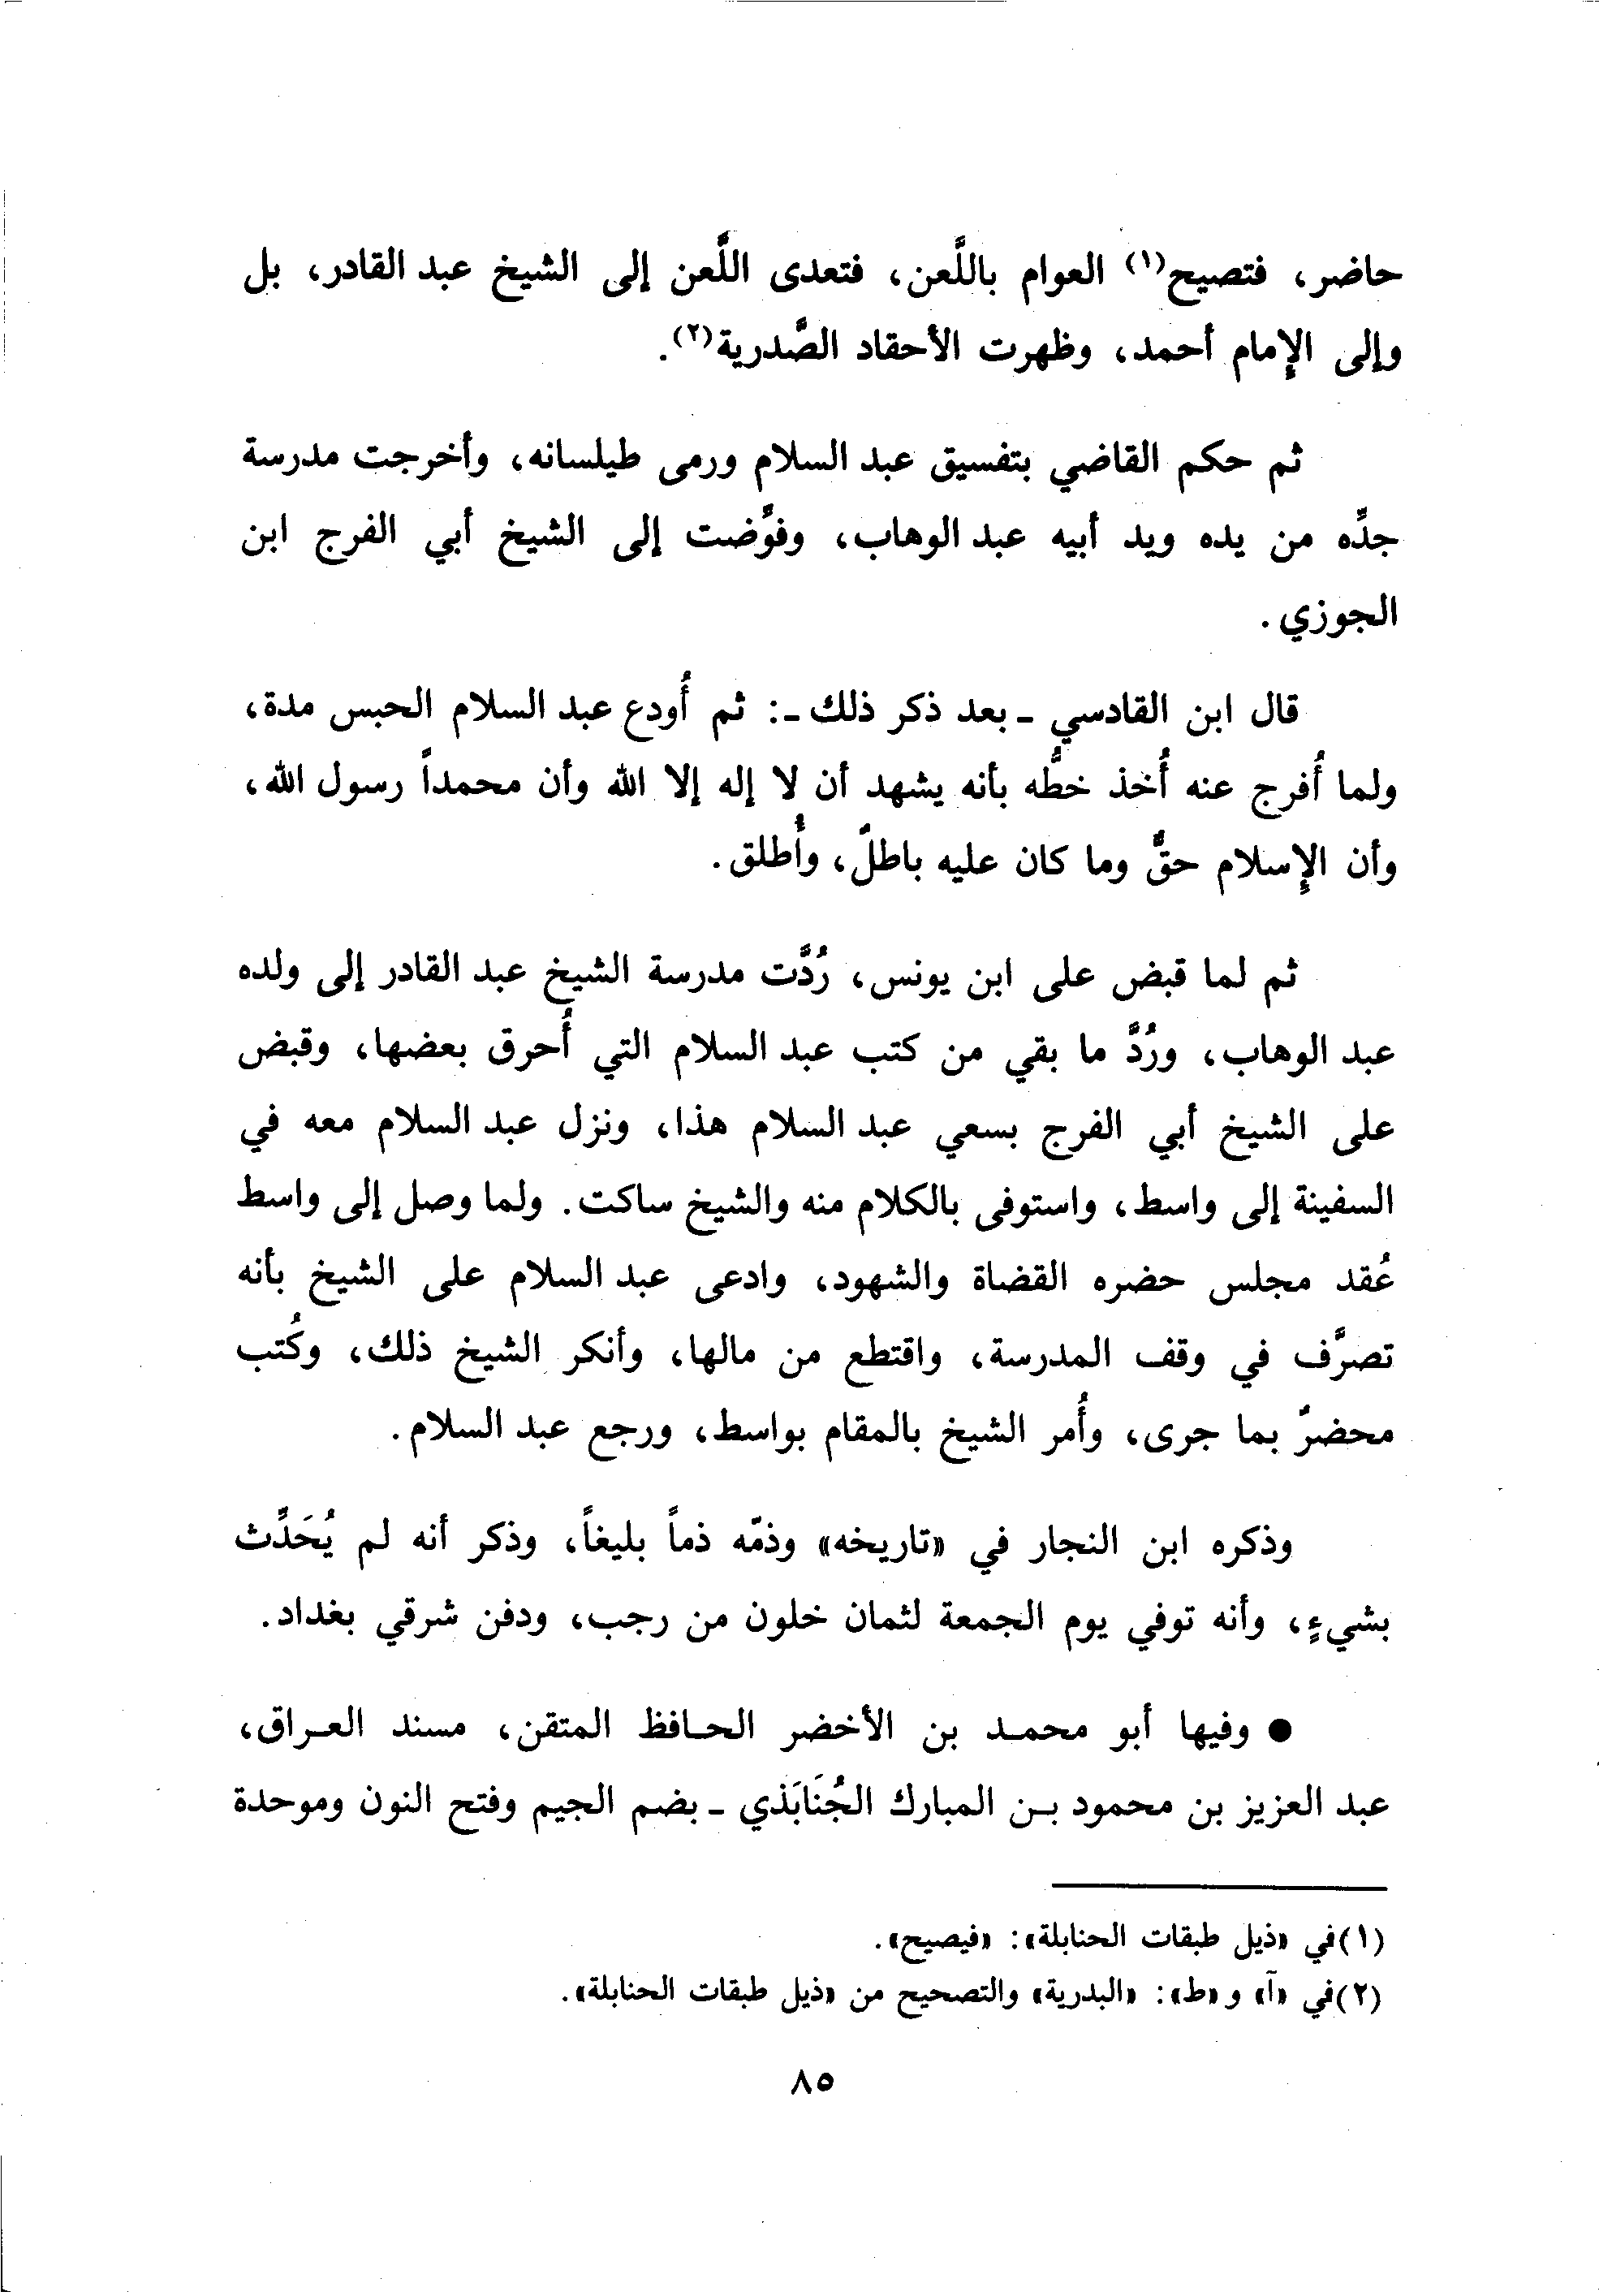 حاضر، فتصيح(١) العوام باللَّعن، فتعدى اللَّعن إلى الشيخ عبد القادر، بل
وإلى الإمام أحمد، وظهرت الأحقاد الصَّدرية(٢).
ثم حكم القاضي بتفسيق عبد السلام ورمى طيلسانه، وأخرجت مدرسة
جدِّه من يده ويد أبيه عبد الوهاب، وفوِّضت إلى الشيخ أبي الفرج ابن
الجوزي.
قال ابن القادسي ـ بعد ذكر ذلك ـ: ثم أُودع عبد السلام الحبس مدة،
ولما أُفرج عنه أُخذ خطُّه بأنه يشهد أن لا إله إلا الله وأن محمداً رسول الله،
وأن الإسلام حقٌّ وما كان عليه باطلٌ، وأُطلق.
ثم لما قبض على ابن يونس، رُدَّت مدرسة الشيخ عبد القادر إلى ولده
عبد الوهاب، ورُدَّ ما بقي من كتب عبد السلام التي أُحرق بعضها، وقبض
على الشيخ أبي الفرج بسعي عبد السلام هذا، ونزل عبد السلام معه في
السفينة إلى واسط، واستوفى بالكلام منه والشيخ ساكت. ولما وصل إلى واسط
عُقد مجلس حضره القضاة والشهود، وادعى عبد السلام على الشيخ بأنه
تصرَّف في وقف المدرسة، واقتطع من مالها، وأنكر الشيخ ذلك، وكُتب
محضرٌ بما جرى، وأُمر الشيخ بالمقام بواسط، ورجع عبد السلام.
وذكره ابن النجار في «تاريخه» وذمّه ذماً بليغاً، وذكر أنه لم يُحَدِّث
بشيءٍ، وأنه توفي يوم الجمعة لثمان خلون من رجب، ودفن شرقي بغداد.
● وفيها أبو محمـد بن الأخضر الحـافظ المتقن، مسند العـراق،
عبد العزيز بن محمود بـن المبارك الجُنَابَذي ـ بضم الجيم وفتح النون وموحدة
(١) في «ذيل طبقات الحنابلة»: «فيصيح».
(٢) في «آ» و«ط»: «البدرية» والتصحيح من «ذيل طبقات الحنابلة».
٨٥